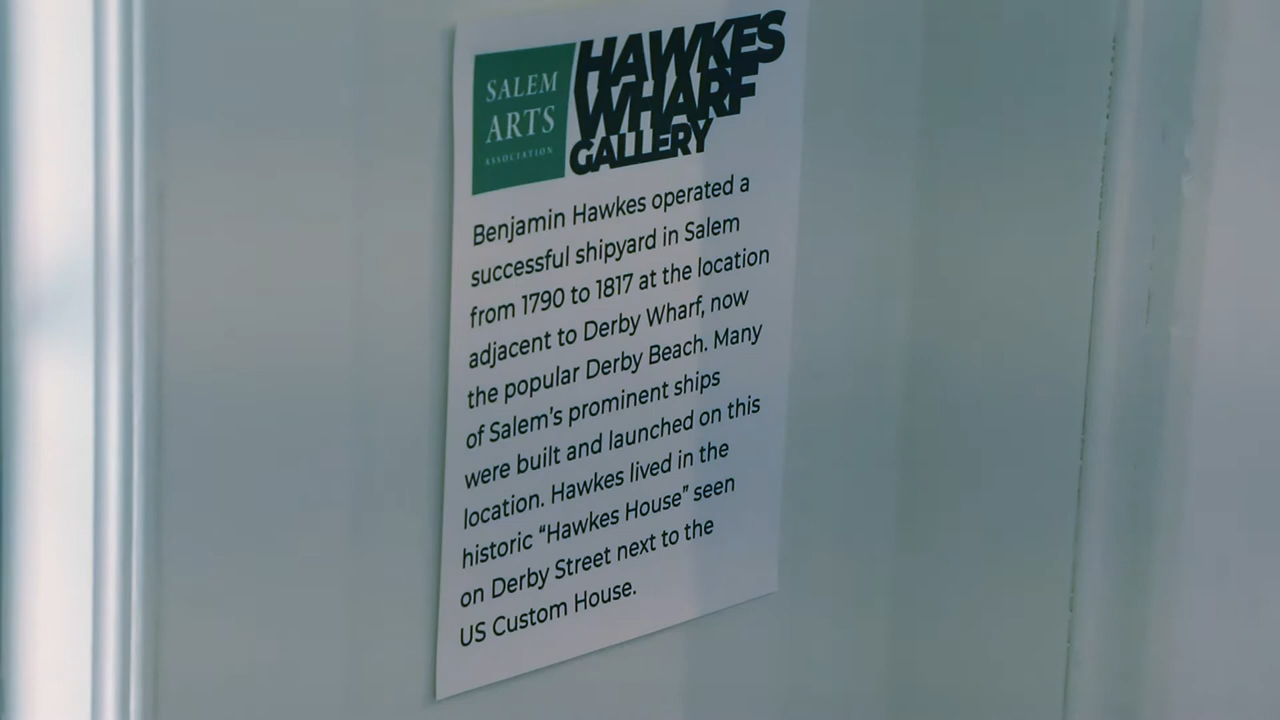 SALEM
ARTS
ASSOCIATION
HAWKES
WHARF
GALLERY
Benjamin Hawkes operated a
successful shipyard in Salem
from 1790 to 1817 at the location
adjacent to Derby Wharf, now
the popular Derby Beach. Many
of Salem's prominent ships
were built and launched on this
location. Hawkes lived in the
historic “Hawkes House” seen
on Derby Street next to the
US Custom House.